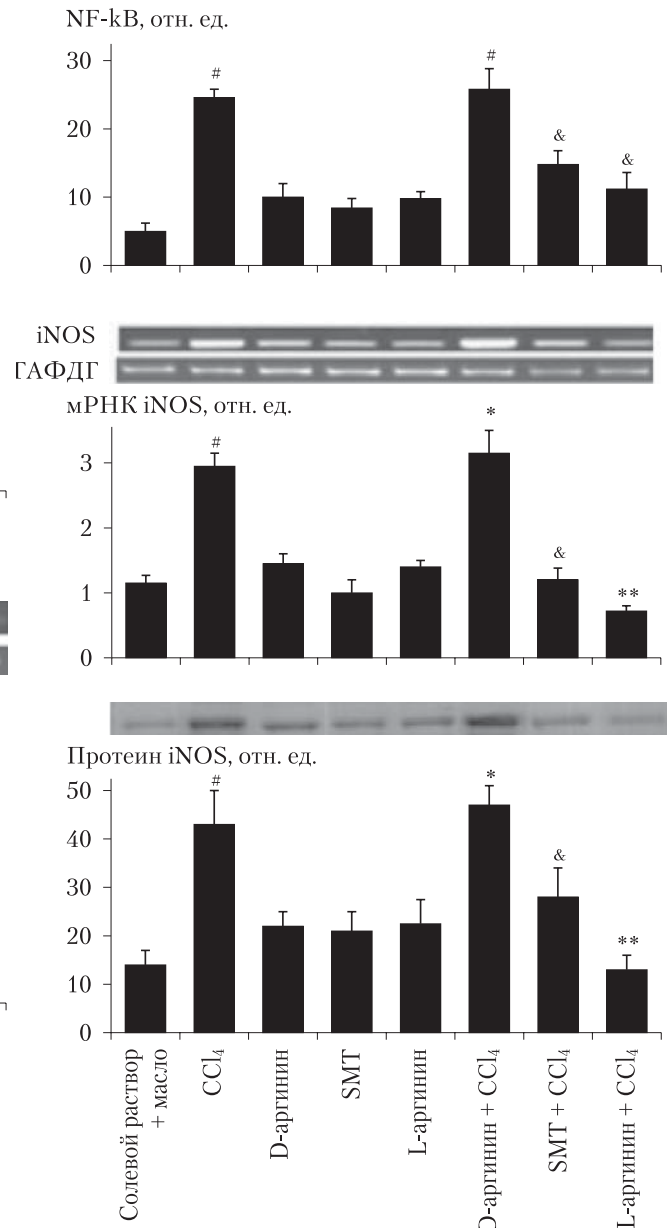 NF-kB, отн. ед.
30
20
10
0
#
#
&
&
iNOS
ГАФДГ
мРНК iNOS, отн. ед.
3
2
1
0
#
*
&
**
Протеин iNOS, отн. ед.
50
40
30
20
10
0
#
*
&
**
Солевой раствор
+ масло
CCl₄
D-аргинин
SMT
L-аргинин
D-аргинин + CCl₄
SMT + CCl₄
L-аргинин + CCl₄